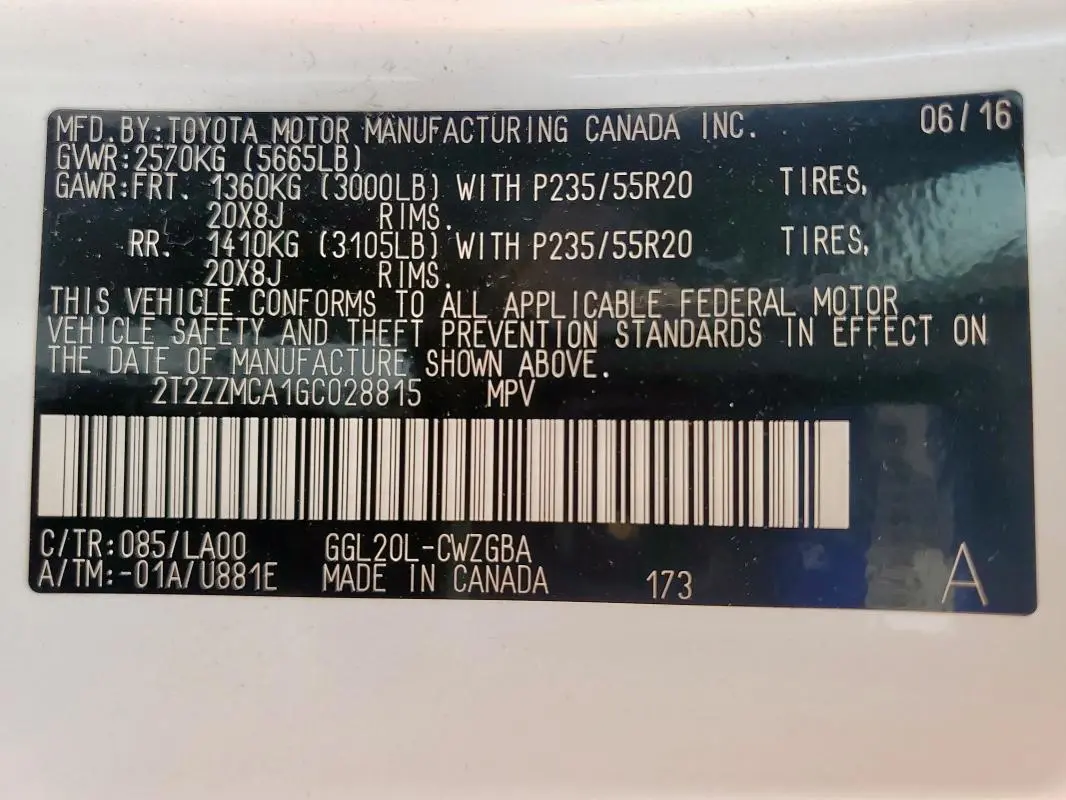 MFD. BY: TOYOTA MOTOR MANUFACTURING CANADA INC. 06/16
GVWR: 2570KG (5665LB)
GAWR: FRT. 1360KG (3000LB) WITH P235/55R20 TIRES,
20X8J RIMS.
RR. 1410KG (3105LB) WITH P235/55R20 TIRES,
20X8J RIMS.
THIS VEHICLE CONFORMS TO ALL APPLICABLE FEDERAL MOTOR
VEHICLE SAFETY AND THEFT PREVENTION STANDARDS IN EFFECT ON
THE DATE OF MANUFACTURE SHOWN ABOVE.
2T2ZZMCA1GC028815 MPV
C/TR: 085/LA00 GGL20L-CWZGBA
A/TM: -01A/U881E MADE IN CANADA 173 A